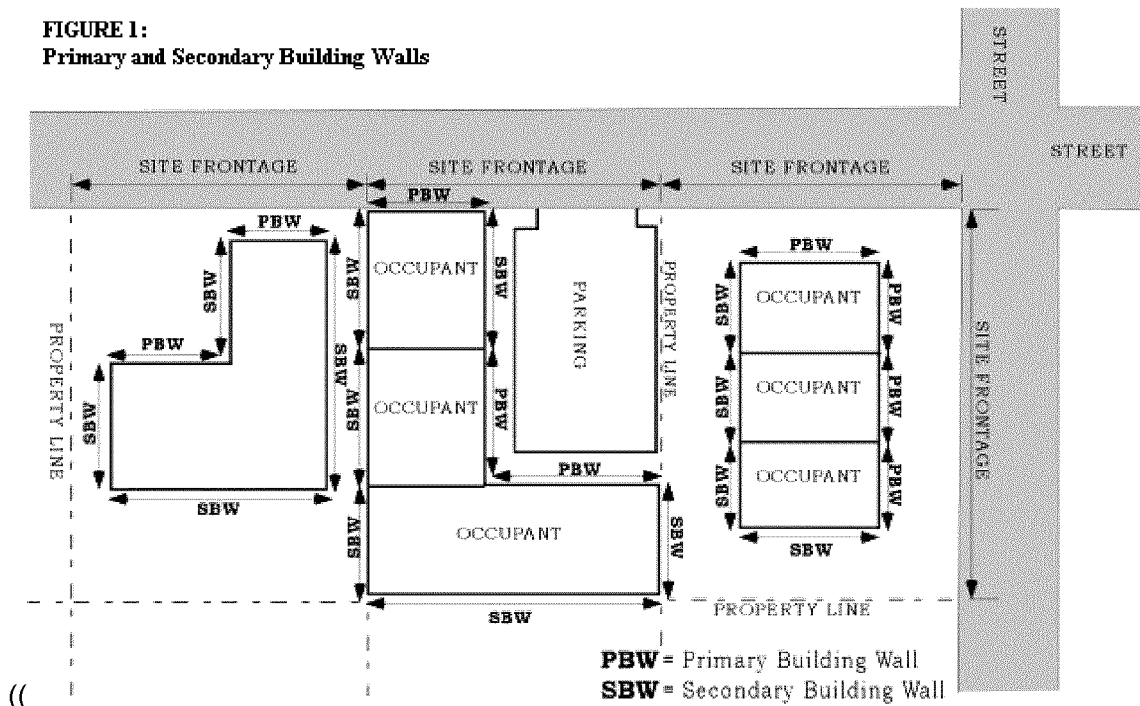 FIGURE 1:
Primary and Secondary Building Walls
STREET
STREET
SITE FRONTAGE
SITE FRONTAGE
SITE FRONTAGE
PBW
PBW
SBW
PBW
SBW
SBW
SBW
PROPERTY LINE
SBW
OCCUPANT
SBW
SBW
OCCUPANT
PBW
PARKING
PBW
SBW
OCCUPANT
SBW
SBW
PROPERTY LINE
PBW
SBW
OCCUPANT
PBW
SBW
OCCUPANT
PBW
SBW
OCCUPANT
PBW
SBW
SITE FRONTAGE
PROPERTY LINE
PBW = Primary Building Wall
SBW = Secondary Building Wall
((